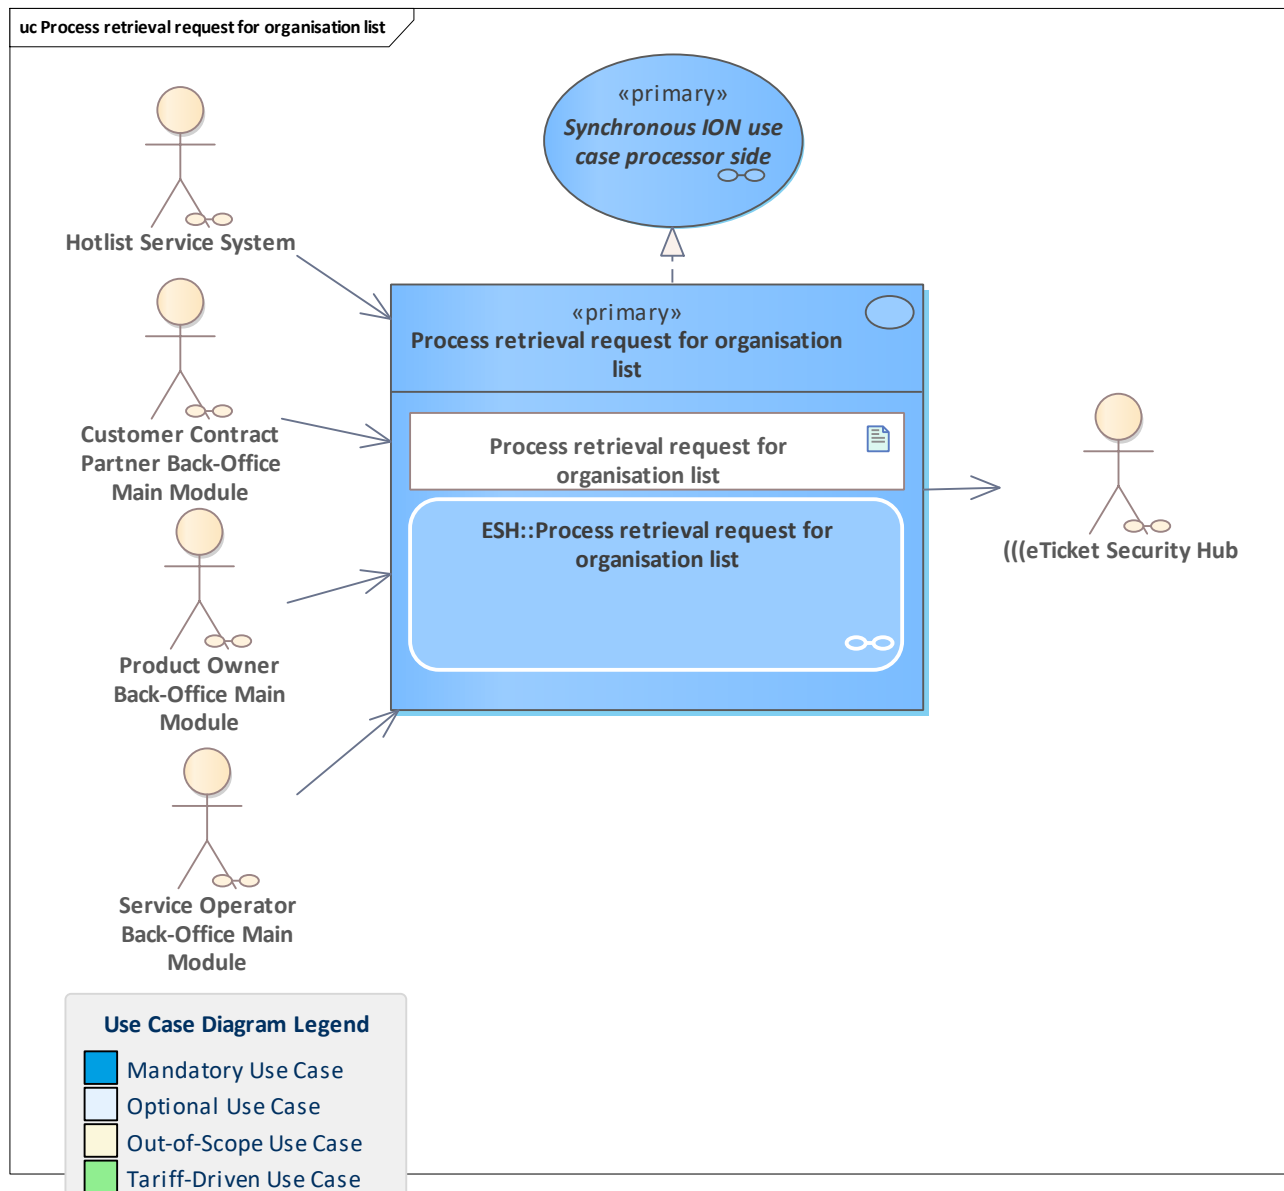 uc Process retrieval request for organisation list
«primary»
Synchronous ION use
case processor side
Hotlist Service System
«primary»
Process retrieval request for organisation
list
Customer Contract
Partner Back-Office
Main Module
Process retrieval request for
organisation list
ESH::Process retrieval request for
organisation list
(((eTicket Security Hub
Product Owner
Back-Office Main
Module
Service Operator
Back-Office Main
Module
Use Case Diagram Legend
Mandatory Use Case
Optional Use Case
Out-of-Scope Use Case
Tariff-Driven Use Case